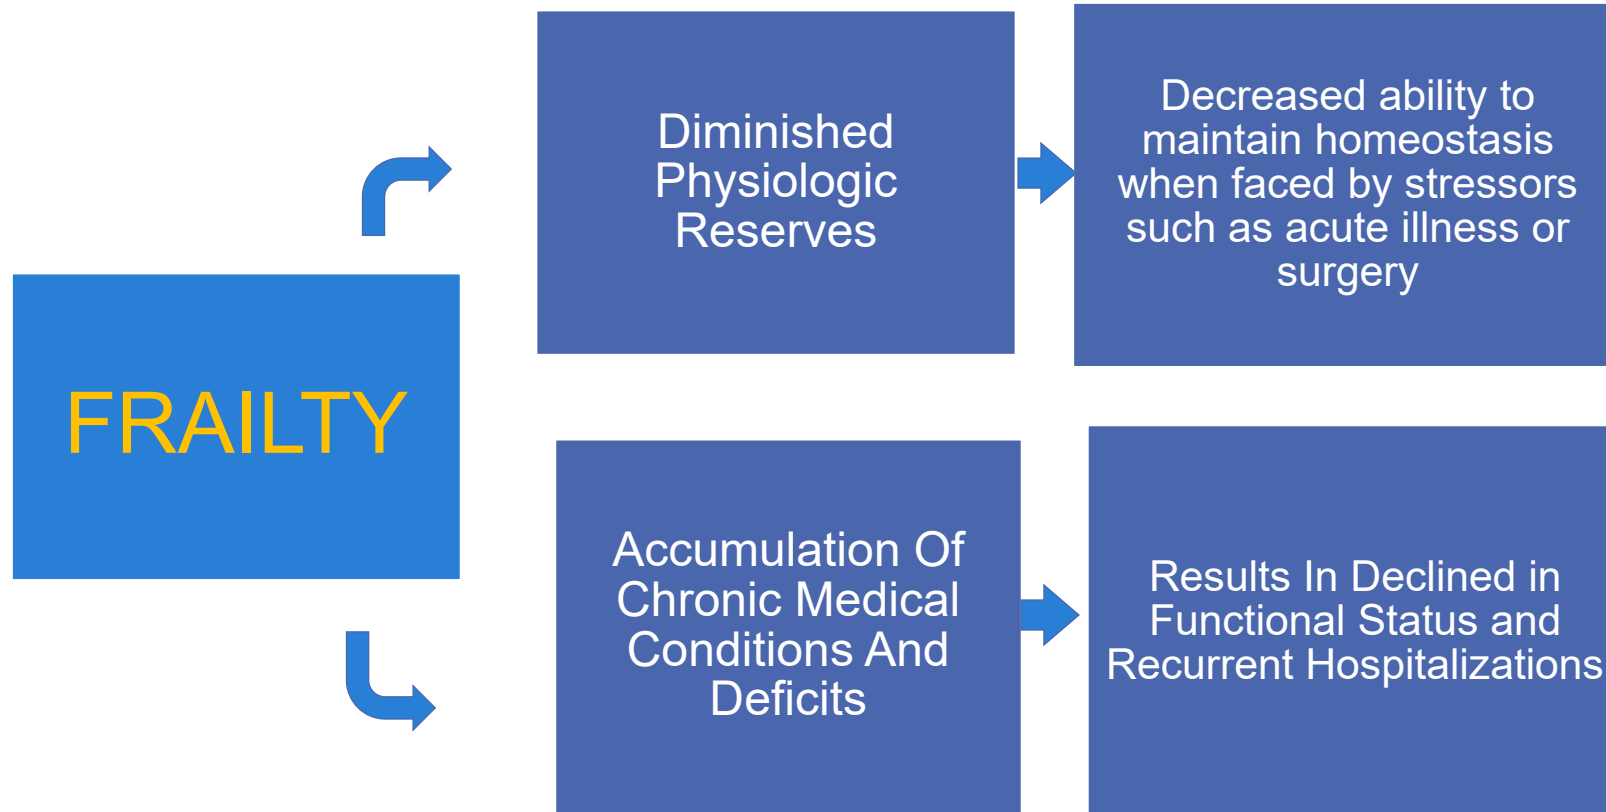 FRAILTY
Diminished
Physiologic
Reserves
Decreased ability to
maintain homeostasis
when faced by stressors
such as acute illness or
surgery
Accumulation Of
Chronic Medical
Conditions And
Deficits
Results In Declined in
Functional Status and
Recurrent Hospitalizations